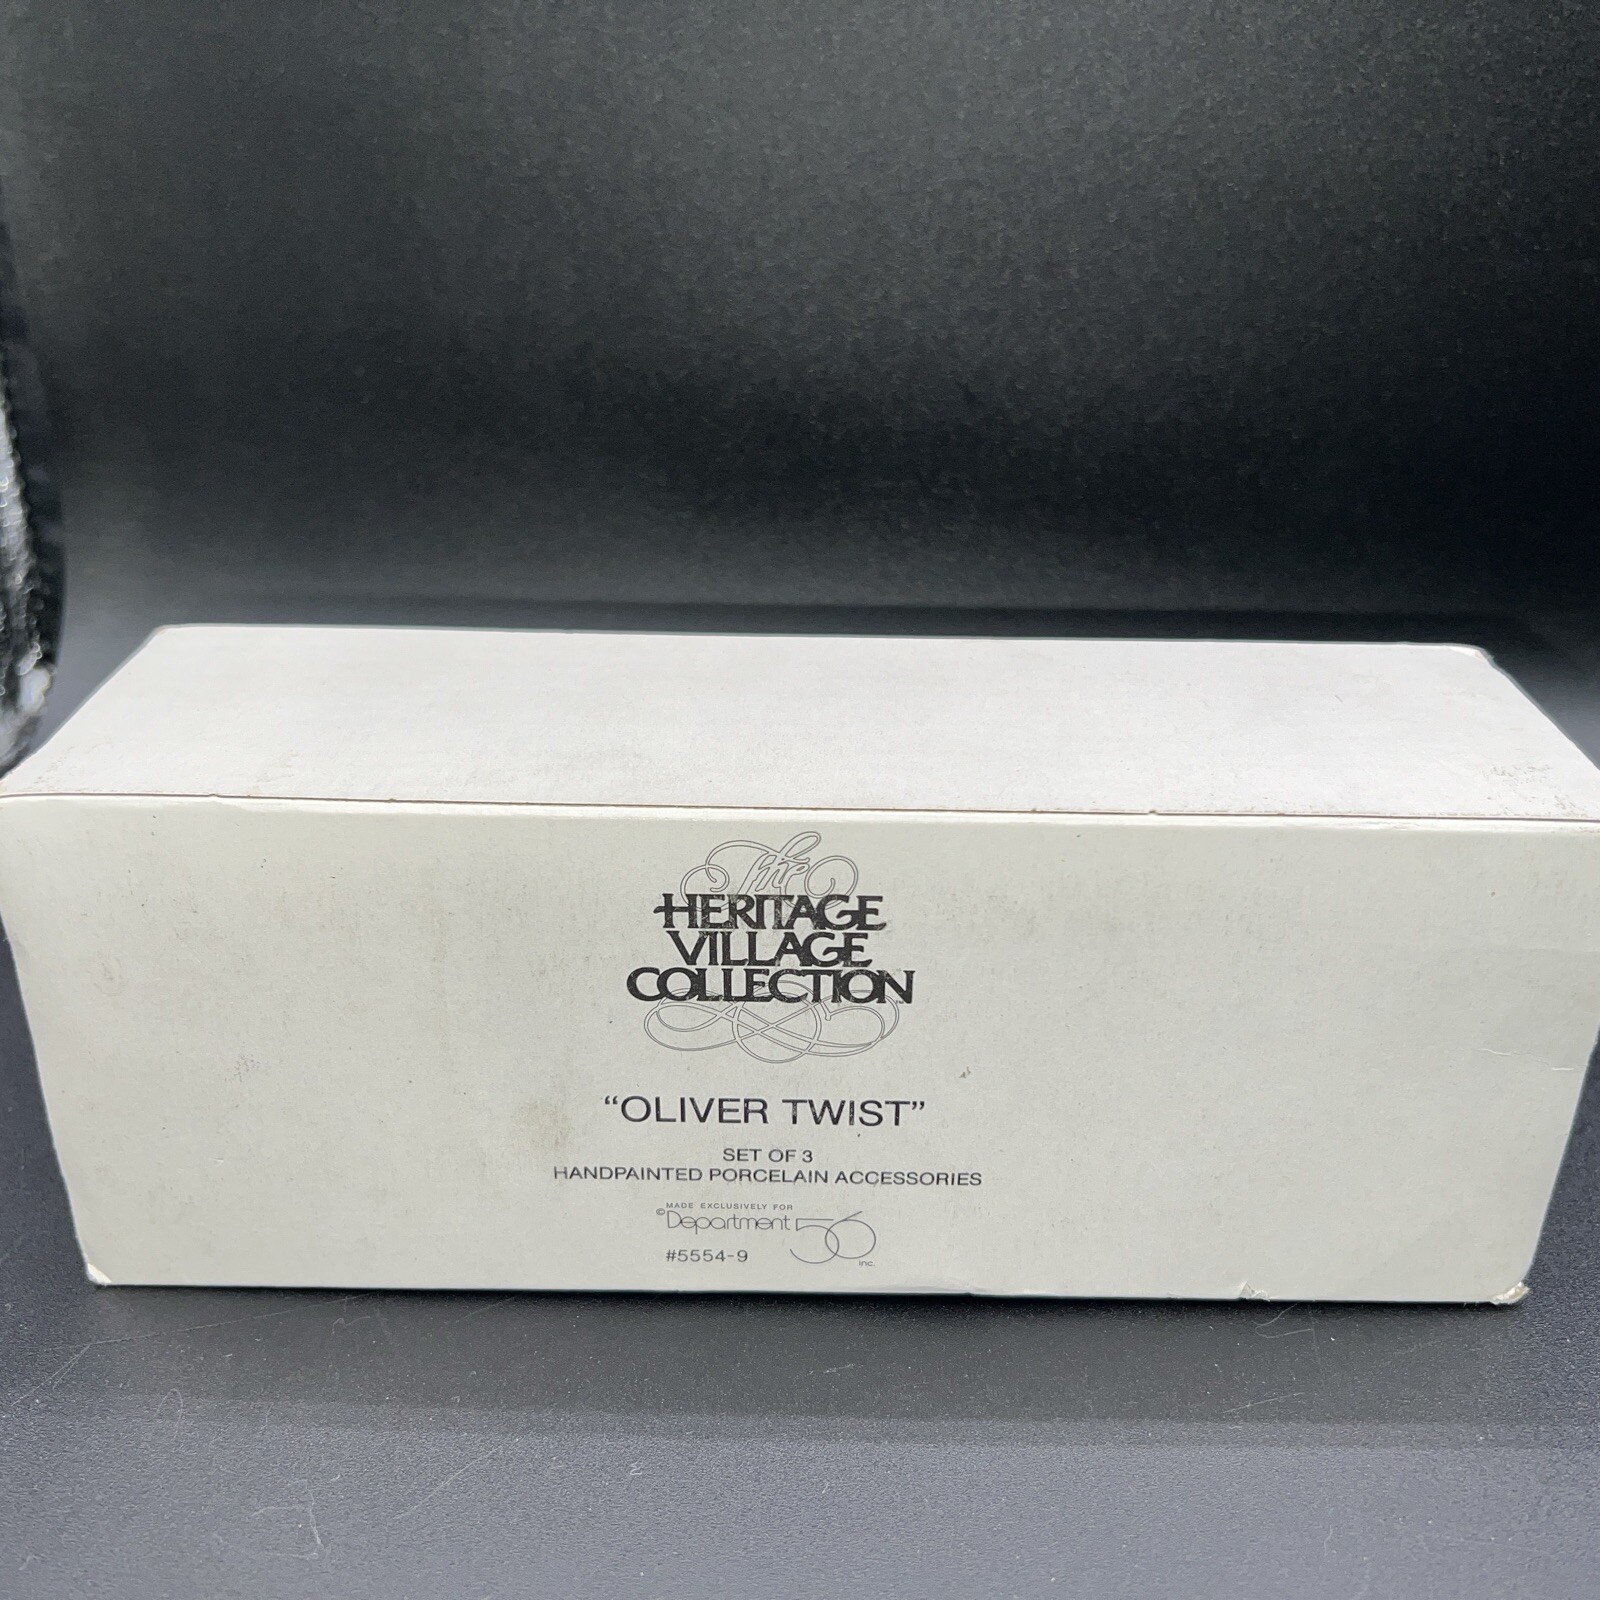 The
HERITAGE
VILLAGE
COLLECTION
“OLIVER TWIST”
SET OF 3
HANDPAINTED PORCELAIN ACCESSORIES
MADE EXCLUSIVELY FOR
©Department 56
inc.
#5554-9